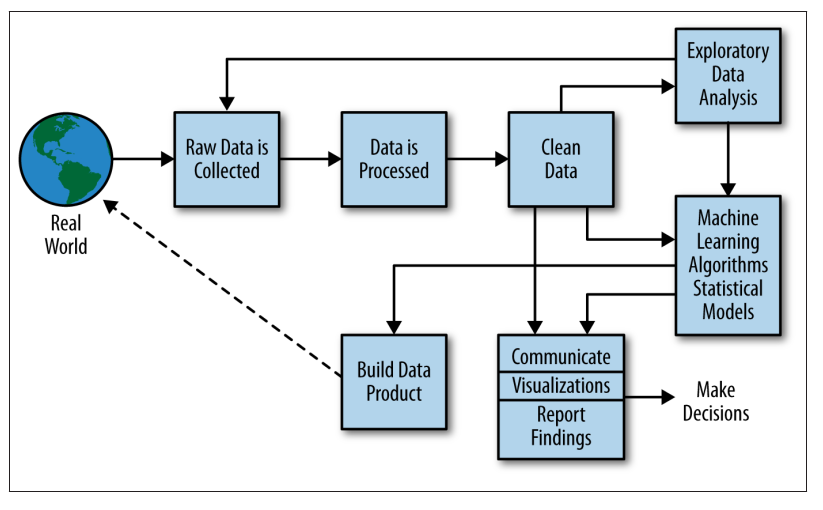 Exploratory
Data
Analysis
Raw Data is
Collected
Data is
Processed
Clean
Data
Real
World
Machine
Learning
Algorithms
Statistical
Models
Build Data
Product
Communicate
Visualizations
Report
Findings
Make
Decisions